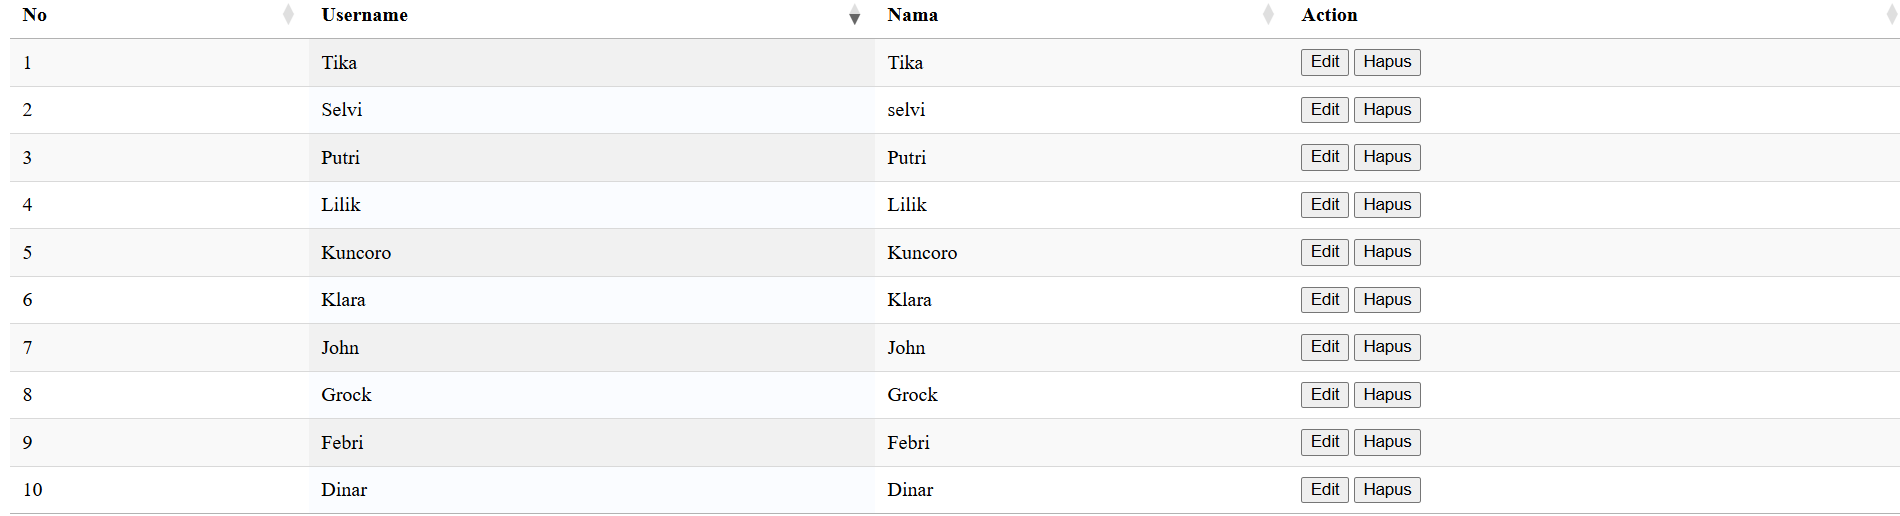 No Username Nama Action
1 Tika Tika Edit Hapus
2 Selvi selvi Edit Hapus
3 Putri Putri Edit Hapus
4 Lilik Lilik Edit Hapus
5 Kuncoro Kuncoro Edit Hapus
6 Klara Klara Edit Hapus
7 John John Edit Hapus
8 Grock Grock Edit Hapus
9 Febri Febri Edit Hapus
10 Dinar Dinar Edit Hapus